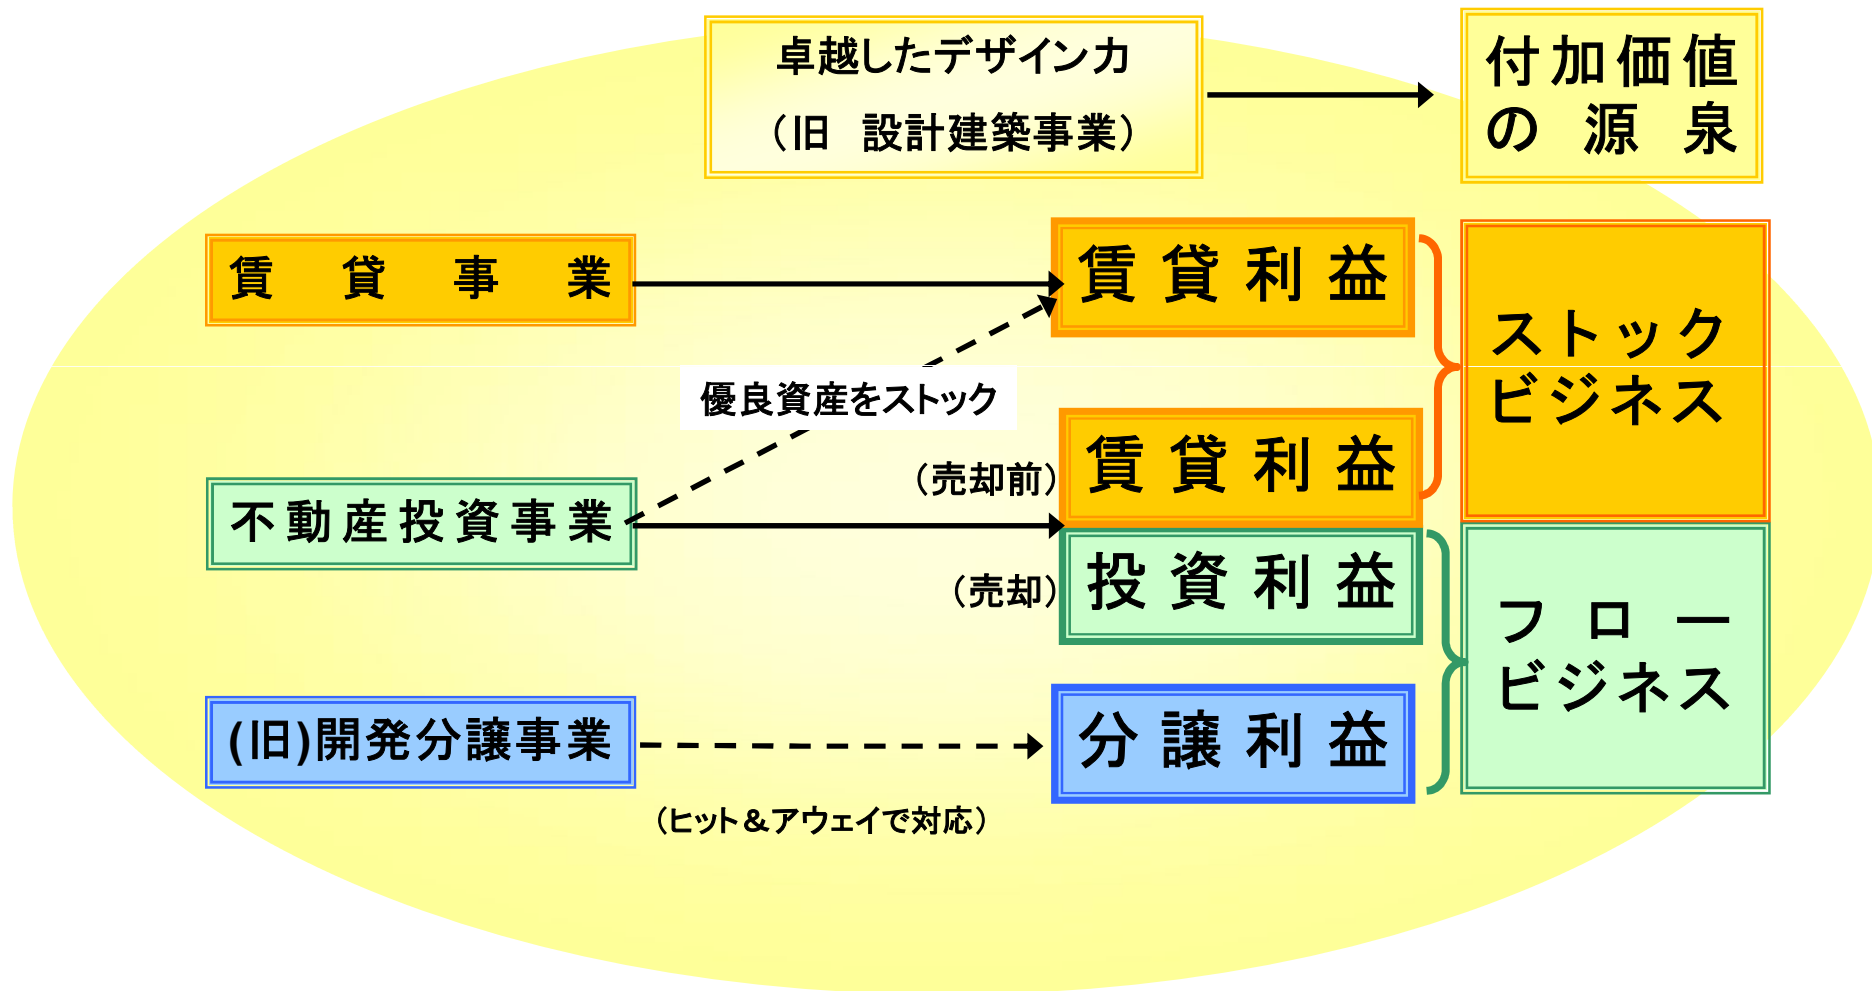 卓越したデザイン力
（旧　設計建築事業）
付加価値
の源泉
賃貸事業
賃貸利益
ストック
ビジネス
優良資産をストック
（売却前）
賃貸利益
不動産投資事業
（売却）
投資利益
フロー
ビジネス
(旧)開発分譲事業
分譲利益
（ヒット＆アウェイで対応）